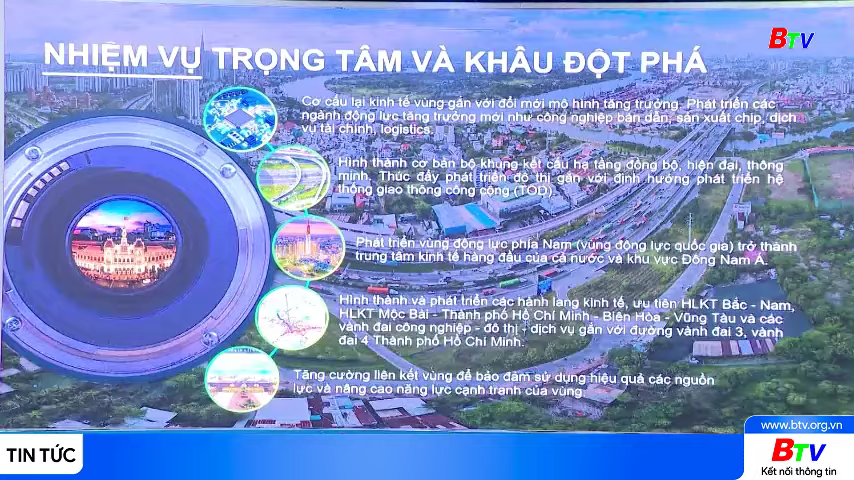 BTV
NHIỆM VỤ TRỌNG TÂM VÀ KHÂU ĐỘT PHÁ
Cơ cấu lại kinh tế vùng gắn với đổi mới mô hình tăng trưởng. Phát triển các
ngành động lực tăng trưởng mới như công nghiệp bán dẫn, sản xuất chip, dịch
vụ tài chính, logistics.
Hình thành cơ bản bộ khung kết cấu hạ tầng đồng bộ, hiện đại, thông
minh. Thúc đẩy phát triển đô thị gắn với định hướng phát triển hệ
thống giao thông công cộng (TOD).
Phát triển vùng động lực phía Nam (vùng động lực quốc gia) trở thành
trung tâm kinh tế hàng đầu của cả nước và khu vực Đông Nam Á.
Hình thành và phát triển các hành lang kinh tế, ưu tiên HLKT Bắc - Nam,
HLKT Mộc Bài - Thành phố Hồ Chí Minh - Biên Hòa - Vũng Tàu và các
vành đai công nghiệp - đô thị - dịch vụ gắn với đường vành đai 3, vành
đai 4 Thành phố Hồ Chí Minh.
Tăng cường liên kết vùng để bảo đảm sử dụng hiệu quả các nguồn
lực và nâng cao năng lực cạnh tranh của vùng.
www.btv.org.vn
TIN TỨC
BTV
Kết nối thông tin